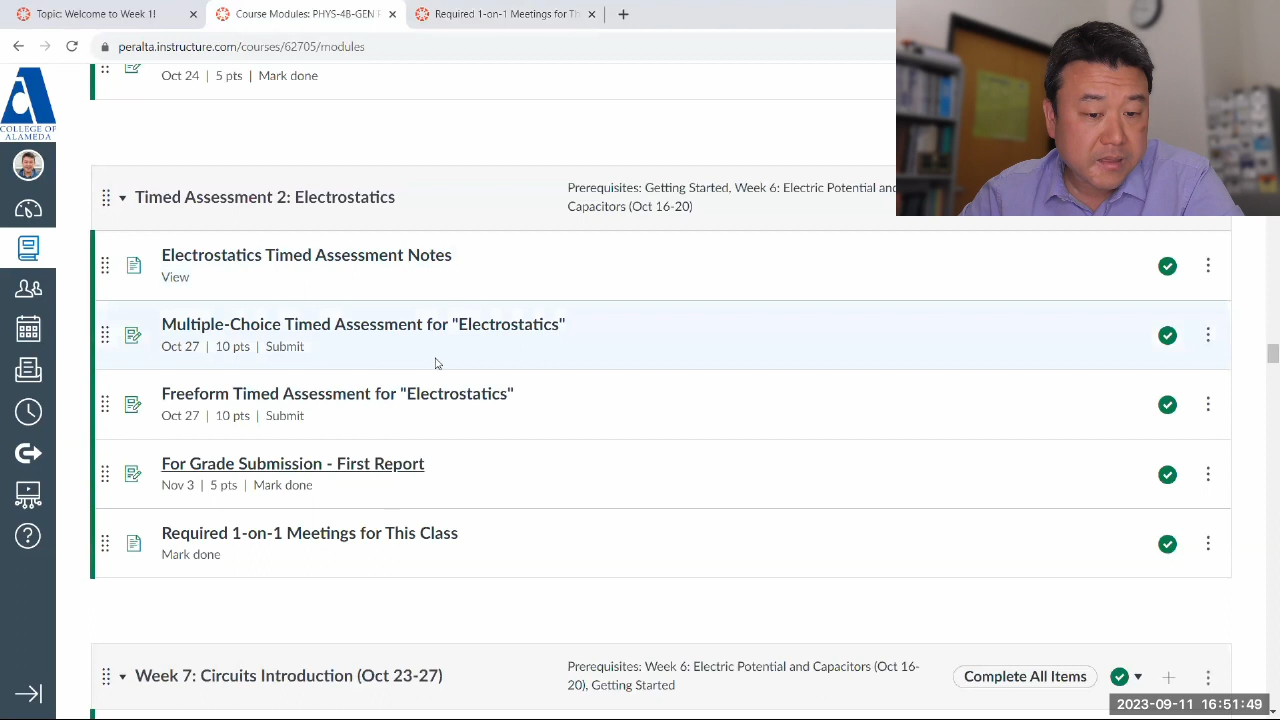 Topic: Welcome to Week 1!
Course Modules: PHYS-4B-GEN
Required 1-on-1 Meetings for Th
peralta.instructure.com/courses/62705/modules
COLLEGE OF
ALAMEDA
Oct 24 | 5 pts | Mark done
Timed Assessment 2: Electrostatics
Prerequisites: Getting Started, Week 6: Electric Potential and
Capacitors (Oct 16-20)
Electrostatics Timed Assessment Notes
View
Multiple-Choice Timed Assessment for "Electrostatics"
Oct 27 | 10 pts | Submit
Freeform Timed Assessment for "Electrostatics"
Oct 27 | 10 pts | Submit
For Grade Submission - First Report
Nov 3 | 5 pts | Mark done
Required 1-on-1 Meetings for This Class
Mark done
Week 7: Circuits Introduction (Oct 23-27)
Prerequisites: Week 6: Electric Potential and Capacitors (Oct 16-
20), Getting Started
Complete All Items
2023-09-11 16:51:49